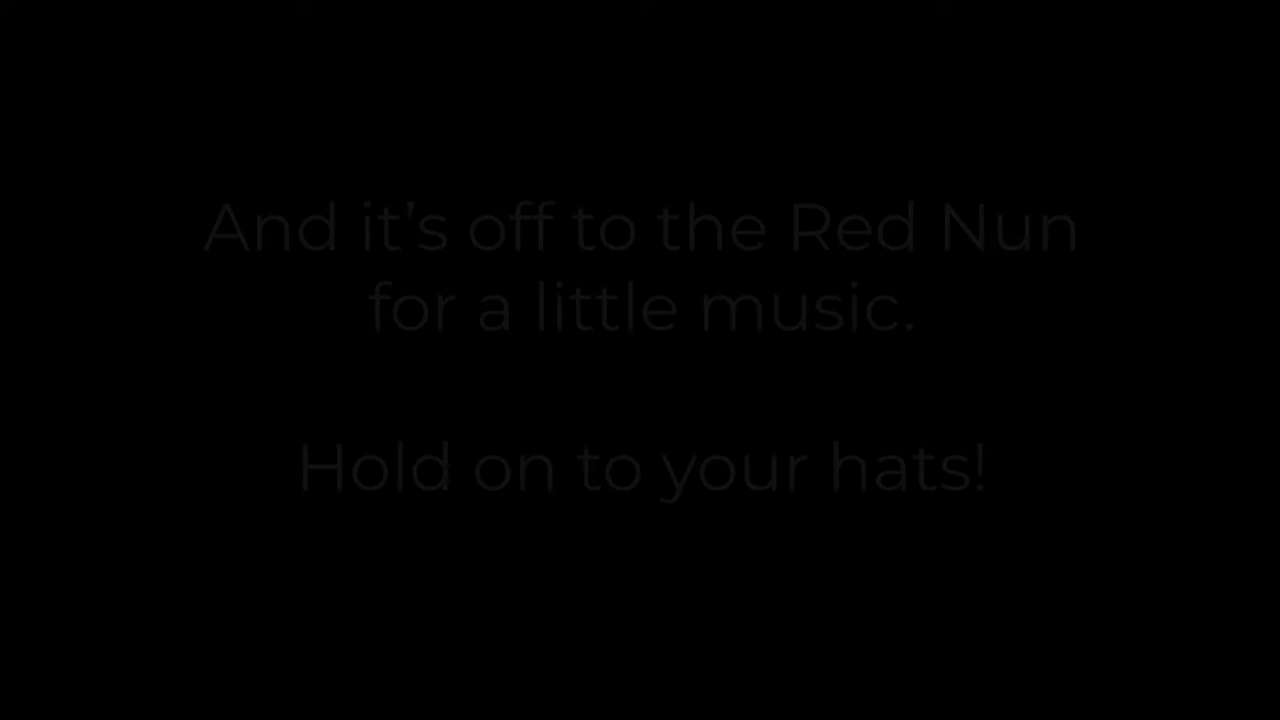 And it’s off to the Red Nun
for a little music.
Hold on to your hats!